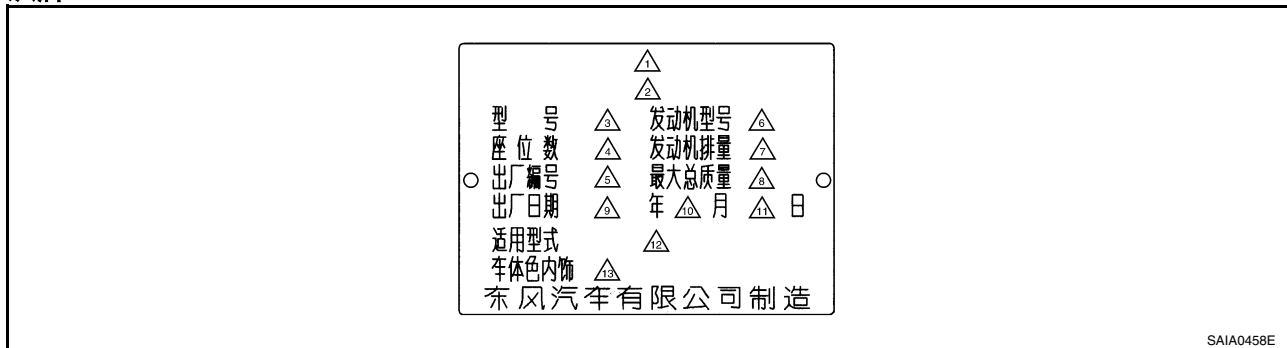 1
2
型 号 3 发动机型号 6
座位数 4 发动机排量 7
出厂编号 5 最大总质量 8
出厂日期 9 年 10 月 11 日
适用型式 12
车体色内饰 13
东风汽车有限公司制造
SAIA0458E